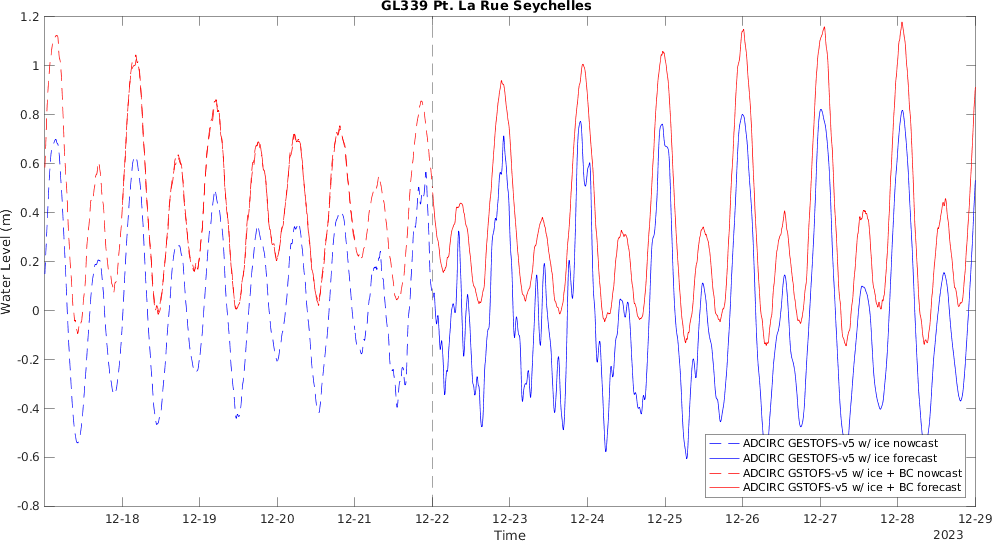 GL339 Pt. La Rue Seychelles
1.2
1
0.8
0.6
0.4
0.2
0
-0.2
-0.4
-0.6
-0.8
Water Level (m)
ADCIRC GESTOFS-v5 w/ ice nowcast
ADCIRC GESTOFS-v5 w/ ice forecast
ADCIRC GSTOFS-v5 w/ ice + BC nowcast
ADCIRC GSTOFS-v5 w/ ice + BC forecast
12-18 12-19 12-20 12-21 12-22 12-23 12-24 12-25 12-26 12-27 12-28 12-29
Time
2023